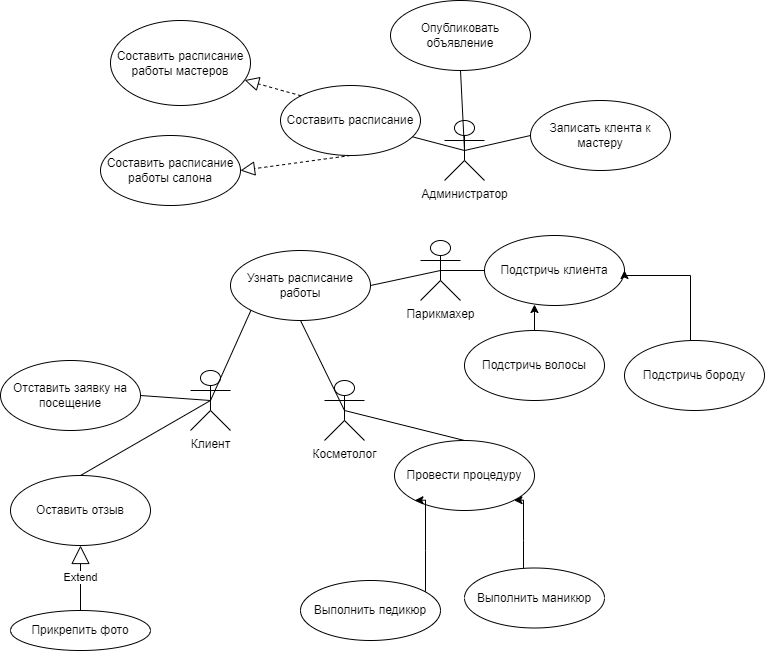 Опубликовать
объявление
Составить расписание
работы мастеров
Составить расписание
Записать клента к
мастеру
Составить расписание
работы салона
Администратор
Узнать расписание
работы
Парикмахер
Подстричь клиента
Подстричь волосы
Подстричь бороду
Отставить заявку на
посещение
Клиент
Косметолог
Провести процедуру
Оставить отзыв
Extend
Прикрепить фото
Выполнить педикюр
Выполнить маникюр